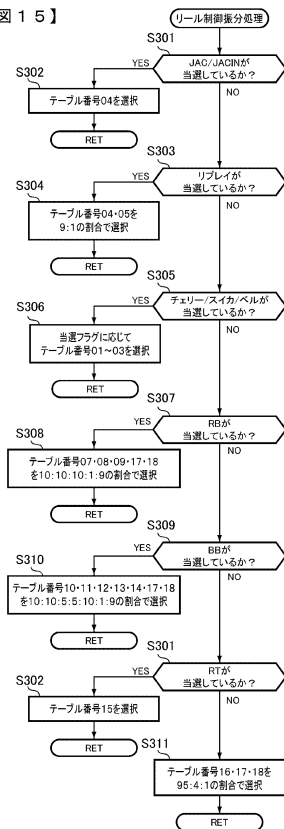 図１５】
リール制御振分処理
S301
JAC/JACINが
当選しているか？
YES
NO
S302
テーブル番号04を選択
RET
S303
リプレイが
当選しているか？
YES
NO
S304
テーブル番号04・05を
9:1の割合で選択
RET
S305
チェリー/スイカ/ベルが
当選しているか？
YES
NO
S306
当選フラグに応じて
テーブル番号01～03を選択
RET
S307
RBが
当選しているか？
YES
NO
S308
テーブル番号07・08・09・17・18
を10:10:10:1:9の割合で選択
RET
S309
BBが
当選しているか？
YES
NO
S310
テーブル番号10・11・12・13・14・17・18
を10:10:5:5:10:1:9の割合で選択
RET
S301
RTが
当選しているか？
YES
NO
S302
テーブル番号15を選択
RET
S311
テーブル番号16・17・18を
95:4:1の割合で選択
RET